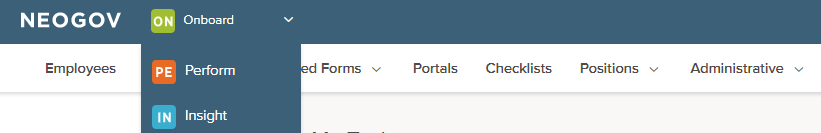 NEOGOV ON Onboard
Employees PE Perform ed Forms Portals Checklists Positions Administrative
IN Insight